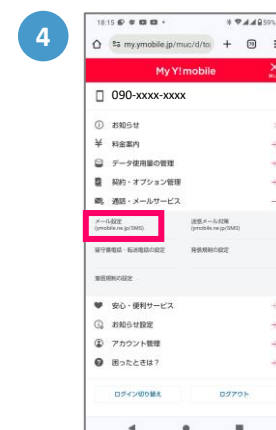 4
18:15
59%
my.ymobile.jp/muc/d/to
My Y!mobile
090-xxxx-xxxx
お知らせ
料金案内
データ使用量の管理
契約・オプション管理
通話・メールサービス
メール設定
(ymobile.ne.jp/SMS)
迷惑メール対策
(ymobile.ne.jp/SMS)
留守番電話・転送電話の設定
発信規制の設定
着信規制の設定
安心・便利サービス
お知らせ設定
アカウント管理
困ったときは?
ログイン切り替え
ログアウト